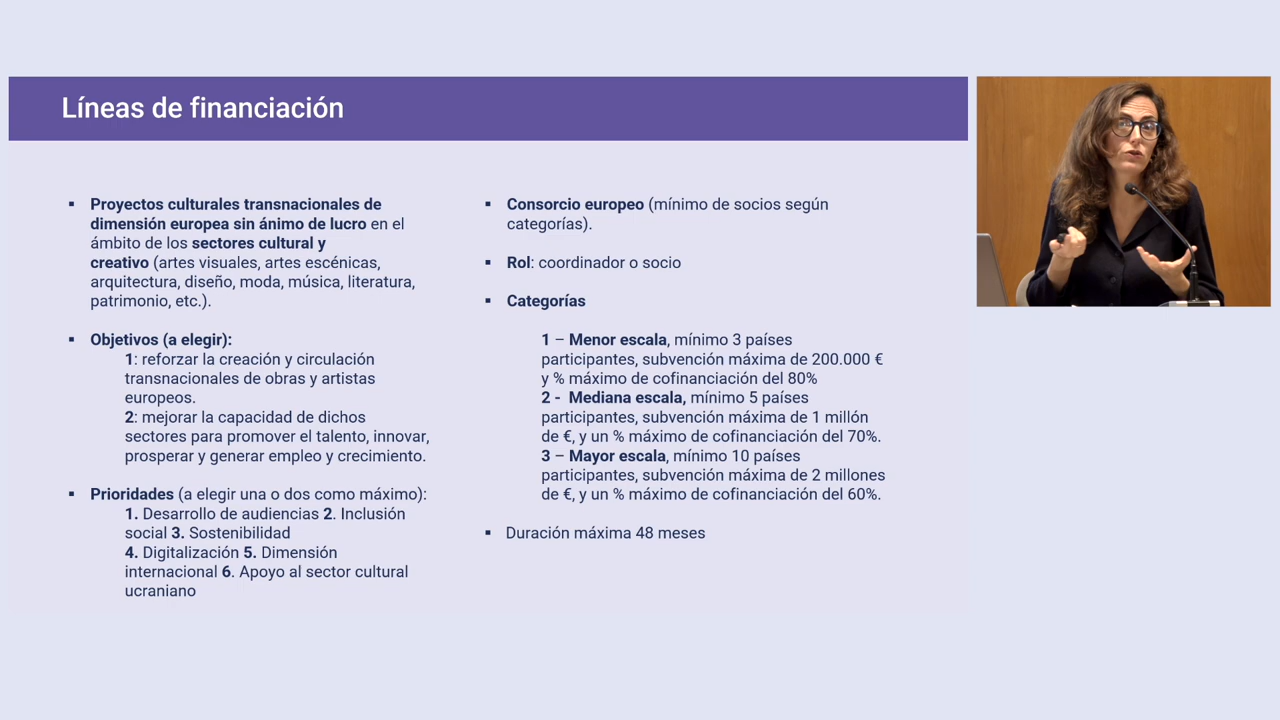 Líneas de financiación
▪ Proyectos culturales transnacionales de
dimensión europea sin ánimo de lucro en el
ámbito de los sectores cultural y
creativo (artes visuales, artes escénicas,
arquitectura, diseño, moda, música, literatura,
patrimonio, etc.).
▪ Objetivos (a elegir):
1: reforzar la creación y circulación
transnacionales de obras y artistas
europeos.
2: mejorar la capacidad de dichos
sectores para promover el talento, innovar,
prosperar y generar empleo y crecimiento.
▪ Prioridades (a elegir una o dos como máximo):
1. Desarrollo de audiencias 2. Inclusión
social 3. Sostenibilidad
4. Digitalización 5. Dimensión
internacional 6. Apoyo al sector cultural
ucraniano
▪ Consorcio europeo (mínimo de socios según
categorías).
▪ Rol: coordinador o socio
▪ Categorías
1 – Menor escala, mínimo 3 países
participantes, subvención máxima de 200.000 €
y % máximo de cofinanciación del 80%
2 - Mediana escala, mínimo 5 países
participantes, subvención máxima de 1 millón
de €, y un % máximo de cofinanciación del 70%.
3 – Mayor escala, mínimo 10 países
participantes, subvención máxima de 2 millones
de €, y un % máximo de cofinanciación del 60%.
▪ Duración máxima 48 meses